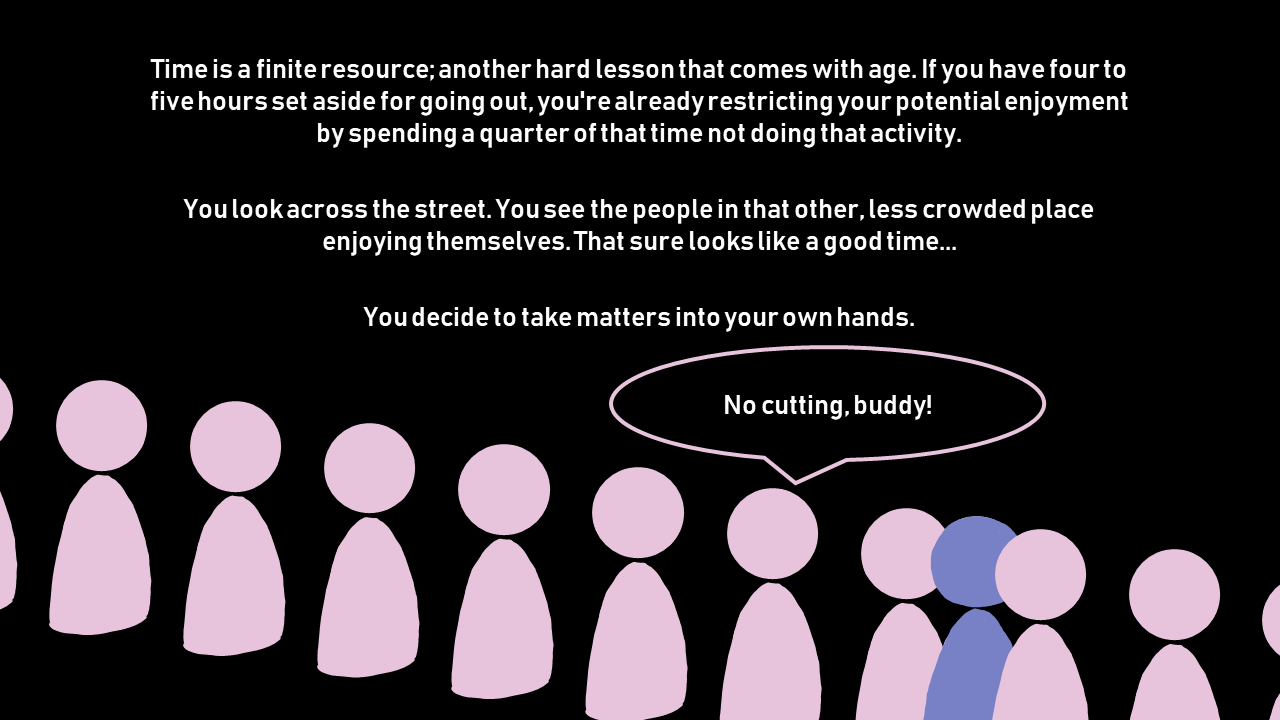 Time is a finite resource; another hard lesson that comes with age. If you have four to
five hours set aside for going out, you're already restricting your potential enjoyment
by spending a quarter of that time not doing that activity.
You look across the street. You see the people in that other, less crowded place
enjoying themselves. That sure looks like a good time...
You decide to take matters into your own hands.
No cutting, buddy!